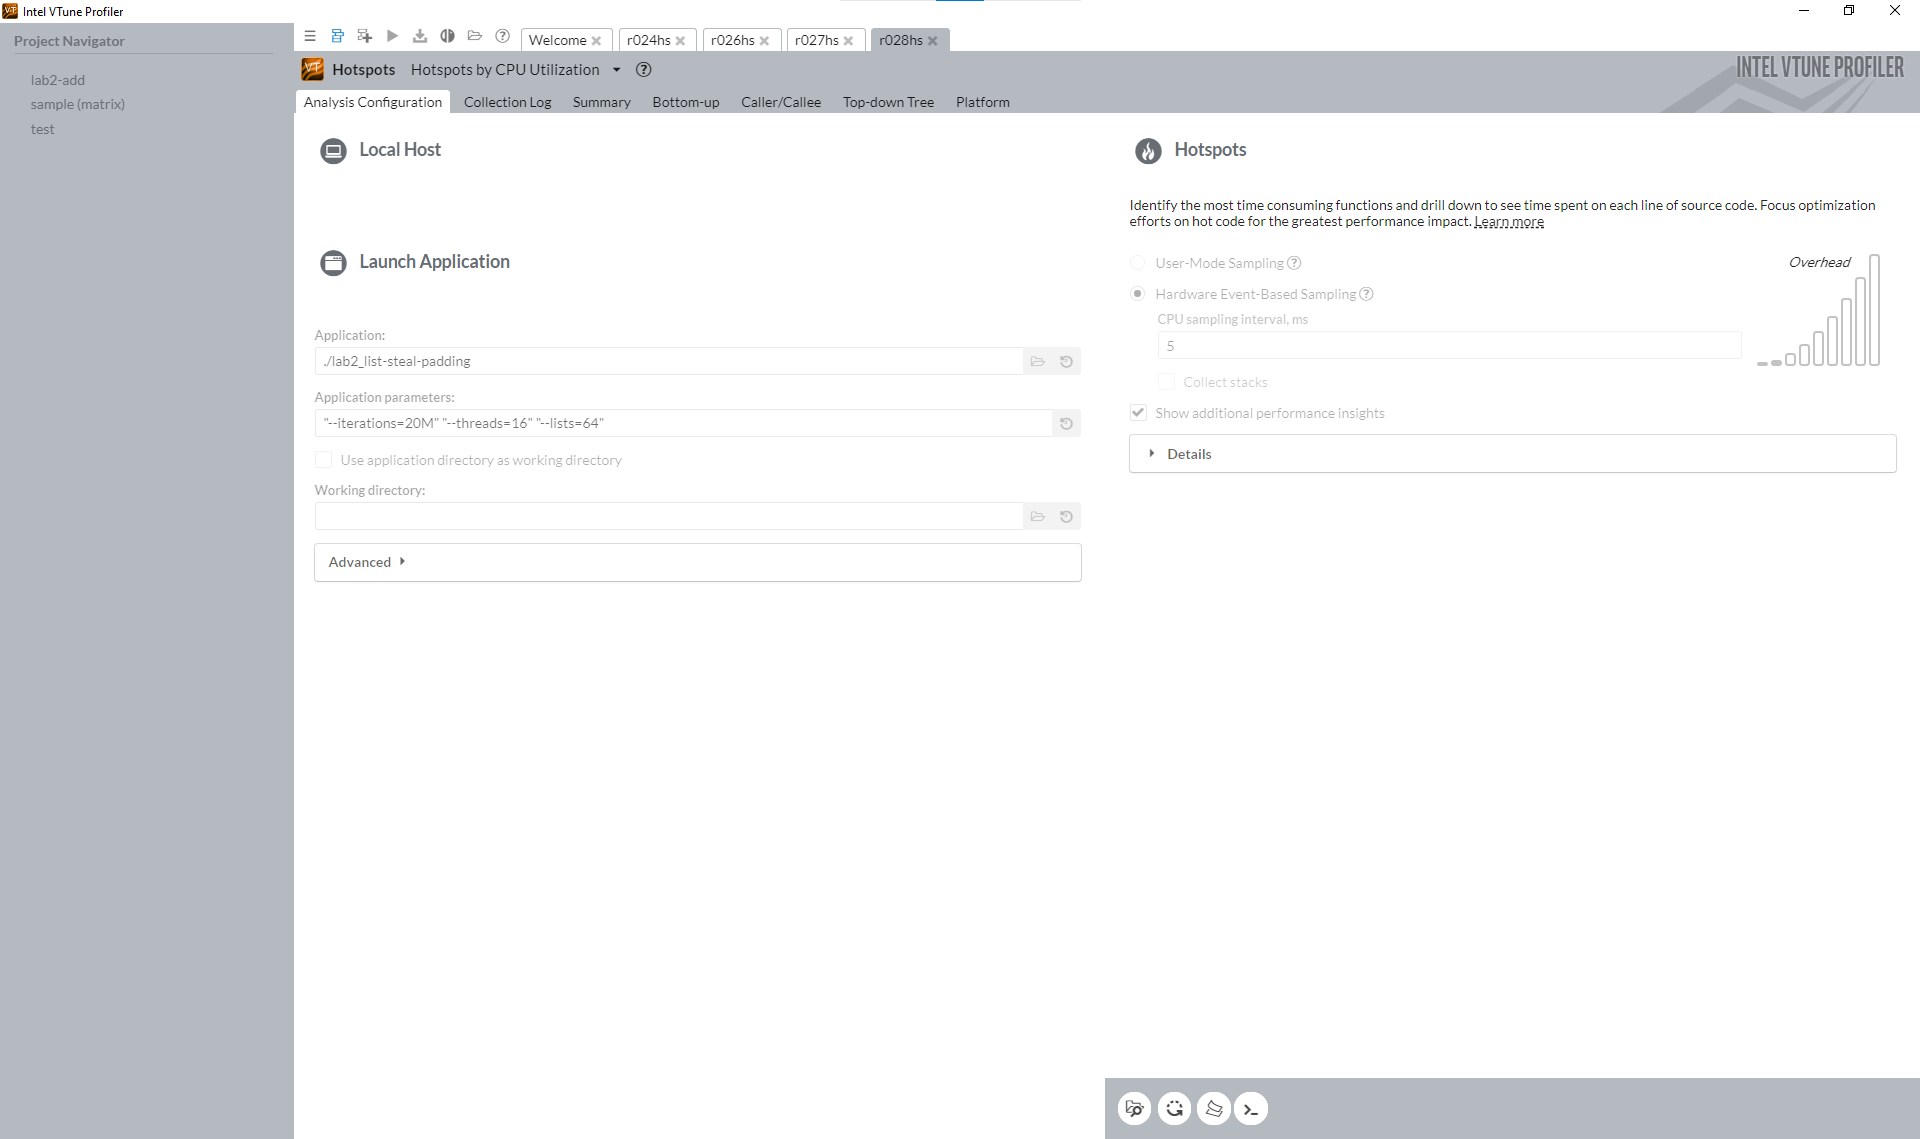 Intel VTune Profiler
Project Navigator
lab2-add
sample (matrix)
test
Welcome
r024hs
r026hs
r027hs
r028hs
Hotspots
Hotspots by CPU Utilization
INTEL VTUNE PROFILER
Analysis Configuration
Collection Log
Summary
Bottom-up
Caller/Callee
Top-down Tree
Platform
Local Host
Launch Application
Application:
./lab2_list-steal-padding
Application parameters:
"--iterations=20M" "--threads=16" "--lists=64"
Use application directory as working directory
Working directory:
Advanced
Hotspots
Identify the most time consuming functions and drill down to see time spent on each line of source code. Focus optimization
efforts on hot code for the greatest performance impact. Learn more
User-Mode Sampling
Overhead
Hardware Event-Based Sampling
CPU sampling interval, ms
5
Collect stacks
Show additional performance insights
Details